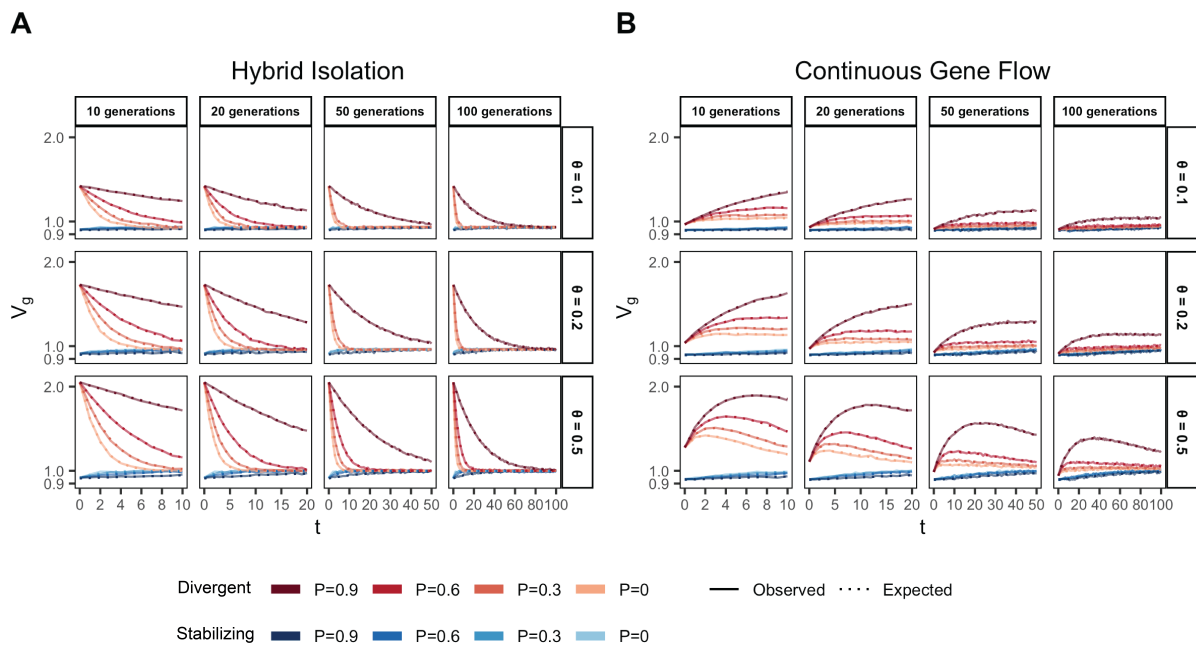 A
B
Hybrid Isolation
Continuous Gene Flow
10 generations 20 generations 50 generations 100 generations
10 generations 20 generations 50 generations 100 generations
2.0
1.0
0.9
θ = 0.1
θ = 0.1
2.0
1.0
0.9
θ = 0.2
θ = 0.2
2.0
1.0
0.9
θ = 0.5
θ = 0.5
Vg
0 2 4 6 8 10 0 5 10 15 20 0 10 20 30 40 50 0 20 40 60 80 100
t
2.0
1.0
0.9
2.0
1.0
0.9
2.0
1.0
0.9
Vg
0 2 4 6 8 10 0 5 10 15 20 0 10 20 30 40 50 0 20 40 60 80 100
t
Divergent P=0.9 P=0.6 P=0.3 P=0 Observed Expected
Stabilizing P=0.9 P=0.6 P=0.3 P=0